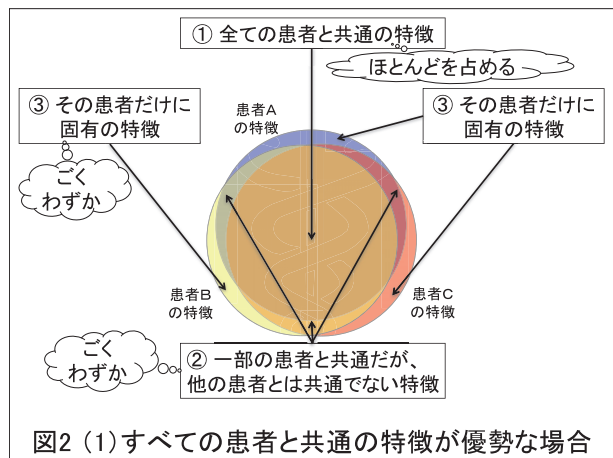 ① 全ての患者と共通の特徴
ほとんどを占める
③ その患者だけに
固有の特徴
ごく
わずか
患者A
の特徴
③ その患者だけに
固有の特徴
患者B
の特徴
患者C
の特徴
ごく
わずか
② 一部の患者と共通だが、
他の患者とは共通でない特徴
図2 (1)すべての患者と共通の特徴が優勢な場合